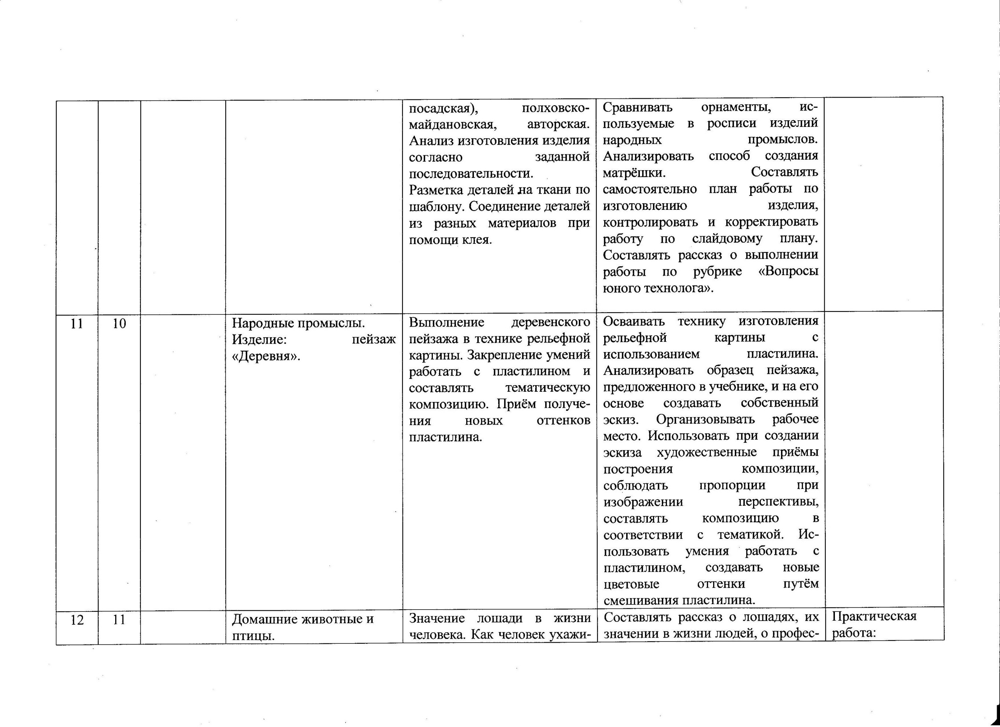 посадская), полховско-
майдановская, авторская.
Анализ изготовления изделия
согласно заданной
последовательности.
Разметка деталей на ткани по
шаблону. Соединение деталей
из разных материалов при
помощи клея.
Сравнивать орнаменты, ис-
пользуемые в росписи изделий
народных промыслов.
Анализировать способ создания
матрёшки. Составлять
самостоятельно план работы по
изготовлению изделия,
контролировать и корректировать
работу по слайдовому плану.
Составлять рассказ о выполнении
работы по рубрике «Вопросы
юного технолога».
11
10
Народные промыслы.
Изделие: пейзаж
«Деревня».
Выполнение деревенского
пейзажа в технике рельефной
картины. Закрепление умений
работать с пластилином и
составлять тематическую
композицию. Приём получе-
ния новых оттенков
пластилина.
Осваивать технику изготовления
рельефной картины с
использованием пластилина.
Анализировать образец пейзажа,
предложенного в учебнике, и на его
основе создавать собственный
эскиз. Организовывать рабочее
место. Использовать при создании
эскиза художественные приёмы
построения композиции,
соблюдать пропорции при
изображении перспективы,
составлять композицию в
соответствии с тематикой. Ис-
пользовать умения работать с
пластилином, создавать новые
цветовые оттенки путём
смешивания пластилина.
12
11
Домашние животные и
птицы.
Значение лошади в жизни
человека. Как человек ухажи-
Составлять рассказ о лошадях, их
значении в жизни людей, о профес-
Практическая
работа: